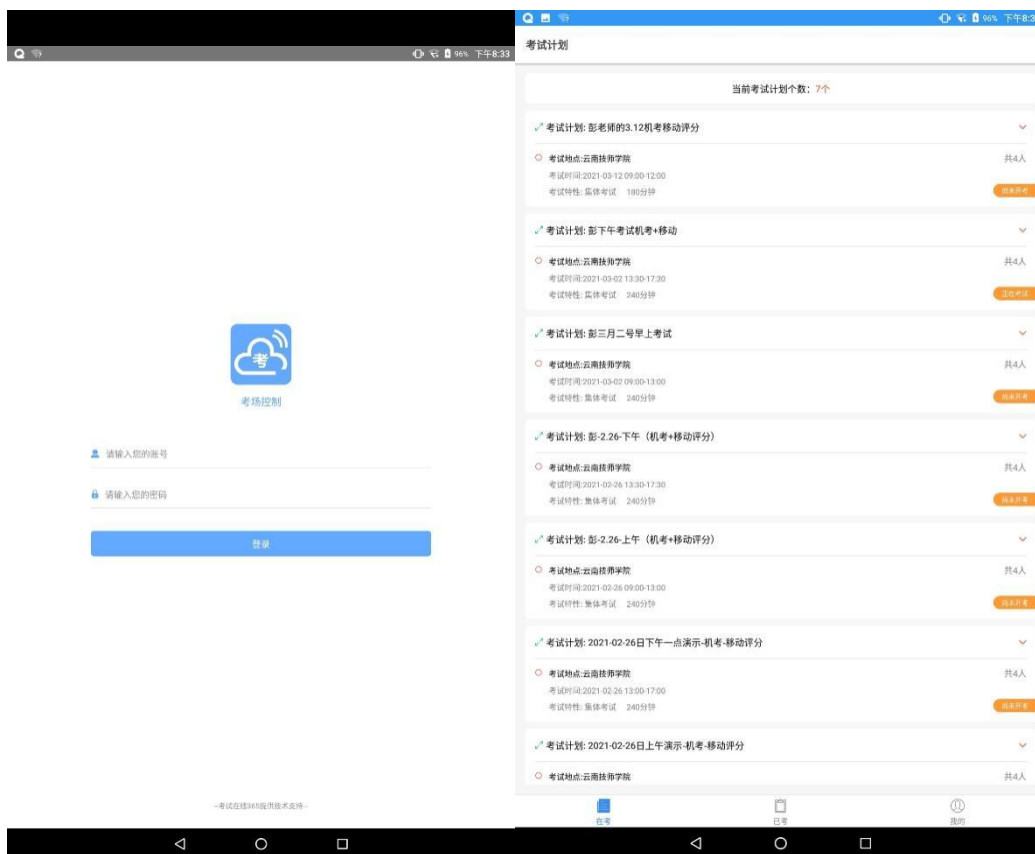 96% 下午8:33
考
考场控制
请输入您的账号
请输入您的密码
登录
--考试在线365提供技术支持--
96% 下午8:3
考试计划
当前考试计划个数：7个
考试计划: 彭老师的3.12机考移动评分
考试地点:云南技师学院 共4人
考试时间:2021-03-12 09:00-12:00
考试特性: 集体考试 180分钟 尚未开考
考试计划: 彭下午考试机考+移动
考试地点:云南技师学院 共4人
考试时间:2021-03-02 13:30-17:30
考试特性: 集体考试 240分钟 正在考试
考试计划: 彭三月二号早上考试
考试地点:云南技师学院 共4人
考试时间:2021-03-02 09:00-13:00
考试特性: 集体考试 240分钟 尚未开考
考试计划: 彭-2.26-下午（机考+移动评分）
考试地点:云南技师学院 共4人
考试时间:2021-02-26 13:30-17:30
考试特性: 集体考试 240分钟 尚未开考
考试计划: 彭-2.26-上午（机考+移动评分）
考试地点:云南技师学院 共4人
考试时间:2021-02-26 09:00-13:00
考试特性: 集体考试 240分钟 尚未开考
考试计划: 2021-02-26日下午一点演示-机考-移动评分
考试地点:云南技师学院 共4人
考试时间:2021-02-26 13:00-17:00
考试特性: 集体考试 240分钟 尚未开考
考试计划: 2021-02-26日上午演示-机考-移动评分
考试地点:云南技师学院 共4人
在考 已考 我的